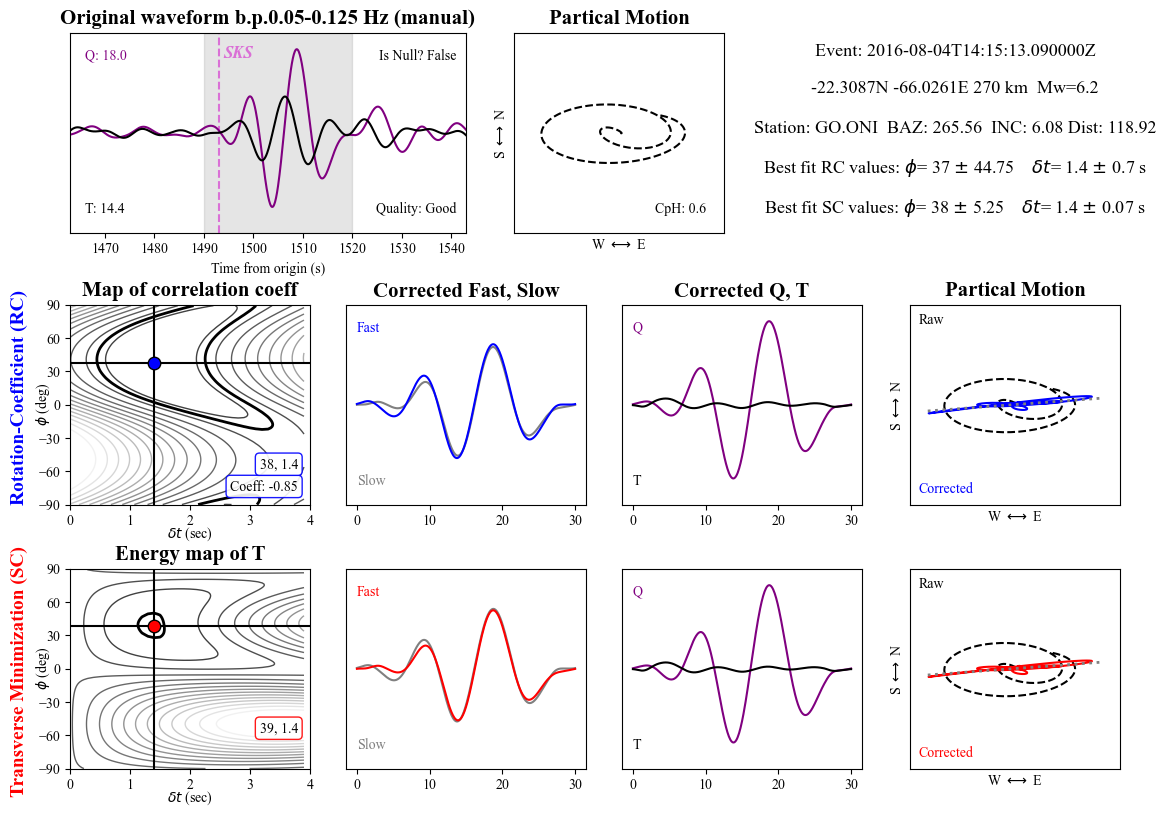 Original waveform b.p.0.05-0.125 Hz (manual)
Q: 18.0
SKS
Is Null? False
T: 14.4
Quality: Good
1470 1480 1490 1500 1510 1520 1530 1540
Time from origin (s)
Partical Motion
S ⟷ N
CpH: 0.6
W ⟷ E
Event: 2016-08-04T14:15:13.090000Z
-22.3087N -66.0261E 270 km Mw=6.2
Station: GO.ONI BAZ: 265.56 INC: 6.08 Dist: 118.92
Best fit RC values: ϕ= 37 ± 44.75 δt= 1.4 ± 0.7 s
Best fit SC values: ϕ= 38 ± 5.25 δt= 1.4 ± 0.07 s
Rotation-Coefficient (RC)
Map of correlation coeff
90
60
30
0
−30
−60
−90
ϕ (deg)
38, 1.4
Coeff: -0.85
0 1 2 3 4
δt (sec)
Corrected Fast, Slow
Fast
Slow
0 10 20 30
Corrected Q, T
Q
T
0 10 20 30
Partical Motion
Raw
S ⟷ N
Corrected
W ⟷ E
Transverse Minimization (SC)
Energy map of T
90
60
30
0
−30
−60
−90
ϕ (deg)
39, 1.4
0 1 2 3 4
δt (sec)
Fast
Slow
0 10 20 30
Q
T
0 10 20 30
Raw
S ⟷ N
Corrected
W ⟷ E